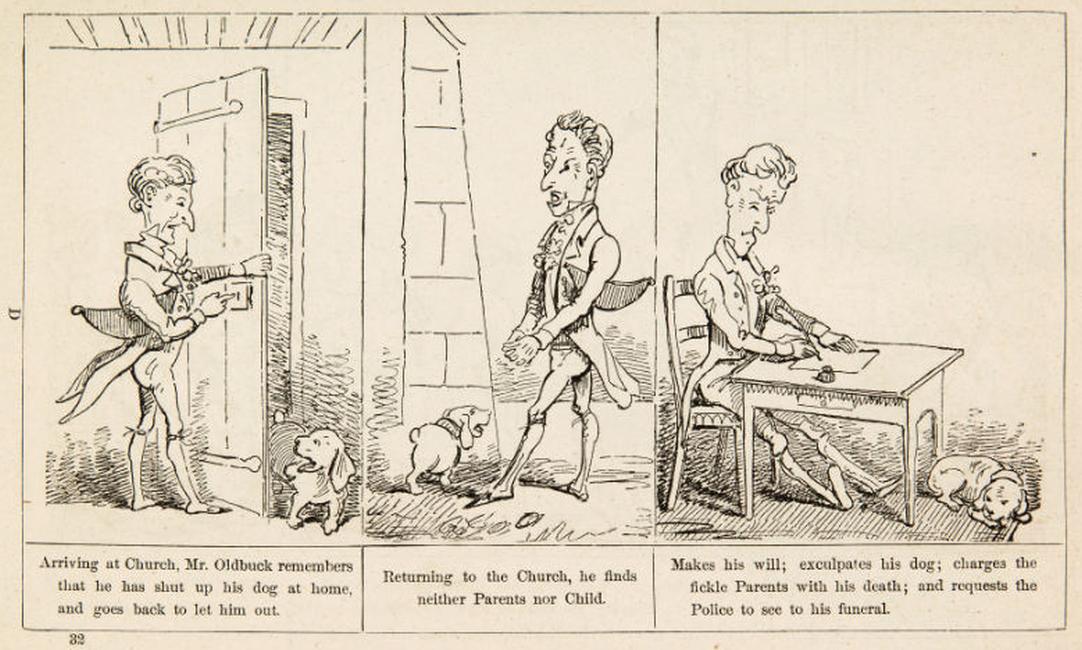 D
Arriving at Church, Mr. Oldbuck remembers
that he has shut up his dog at home,
and goes back to let him out.
Returning to the Church, he finds
neither Parents nor Child.
Makes his will; exculpates his dog; charges the
fickle Parents with his death; and requests the
Police to see to his funeral.
32